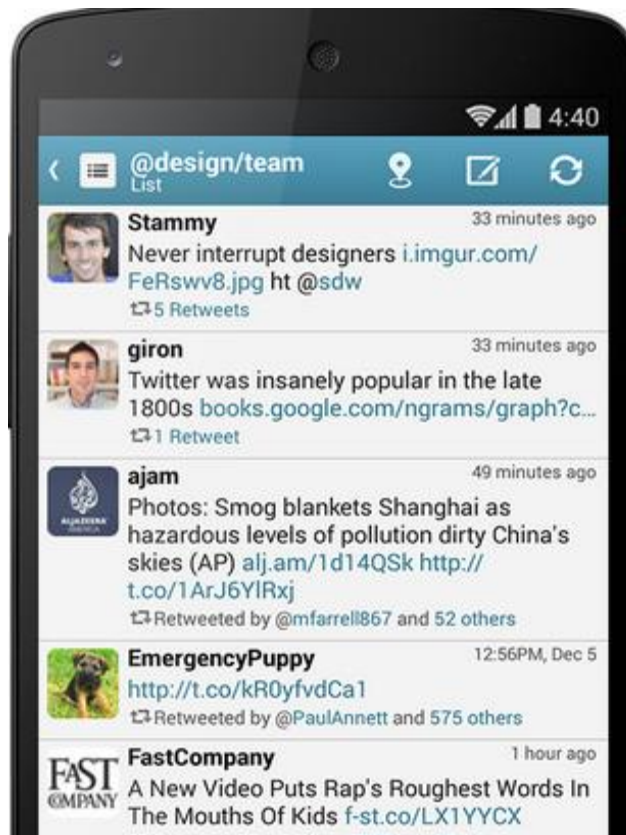 4:40
@design/team
List
Stammy 33 minutes ago
Never interrupt designers i.imgur.com/
FeRswv8.jpg ht @sdw
5 Retweets
giron 33 minutes ago
Twitter was insanely popular in the late
1800s books.google.com/ngrams/graph?c...
1 Retweet
ALJAZEERA
AMERICA
ajam 49 minutes ago
Photos: Smog blankets Shanghai as
hazardous levels of pollution dirty China's
skies (AP) alj.am/1d14QSk http://
t.co/1ArJ6YlRxj
Retweeted by @mfarrell867 and 52 others
EmergencyPuppy 12:56PM, Dec 5
http://t.co/kR0yfvdCa1
Retweeted by @PaulAnnett and 575 others
FAST
COMPANY
FastCompany 1 hour ago
A New Video Puts Rap's Roughest Words In
The Mouths Of Kids f-st.co/LX1YYCX